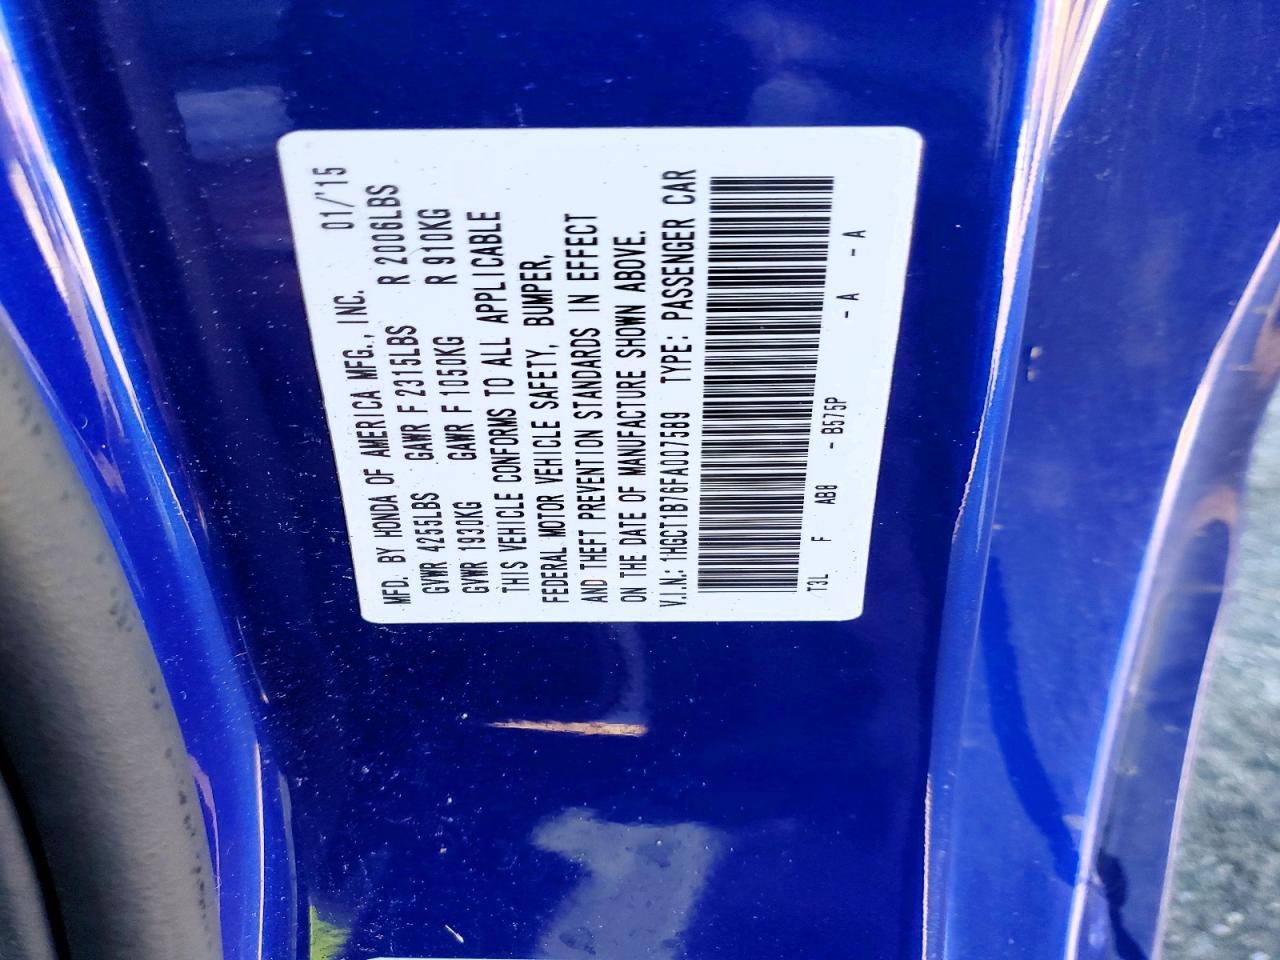 MFD. BY HONDA OF AMERICA MFG., INC. 01/'15
GVWR 4255LBS GAWR F 2315LBS R 2006LBS
GVWR 1930KG GAWR F 1050KG R 910KG
THIS VEHICLE CONFORMS TO ALL APPLICABLE
FEDERAL MOTOR VEHICLE SAFETY, BUMPER,
AND THEFT PREVENTION STANDARDS IN EFFECT
ON THE DATE OF MANUFACTURE SHOWN ABOVE.
V.I.N.: 1HGCT1B76FA007589 TYPE: PASSENGER CAR
T3L F AB8 - B575P - A - A